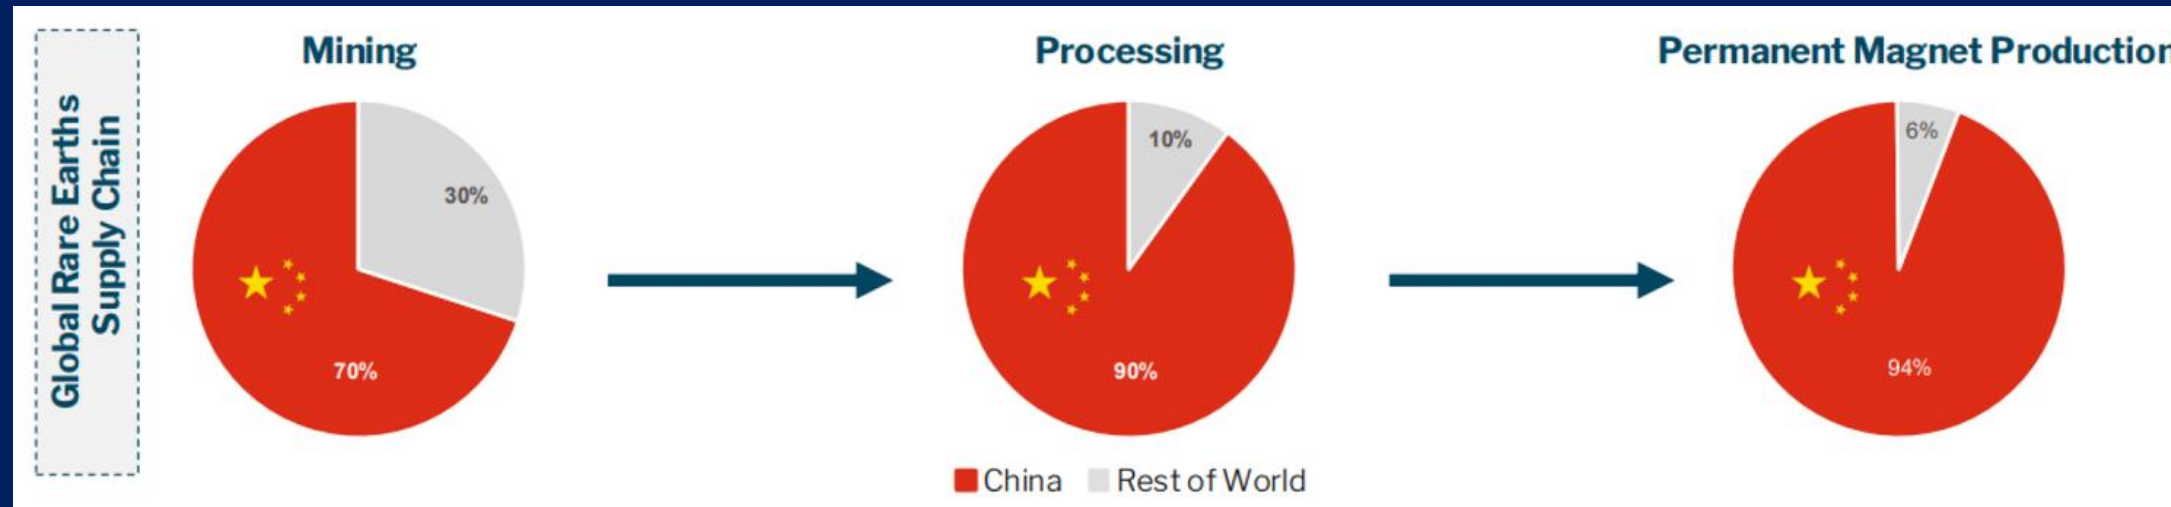 Global Rare Earths
Supply Chain
Mining
30%
70%
Processing
10%
90%
Permanent Magnet Production
6%
94%
China
Rest of World